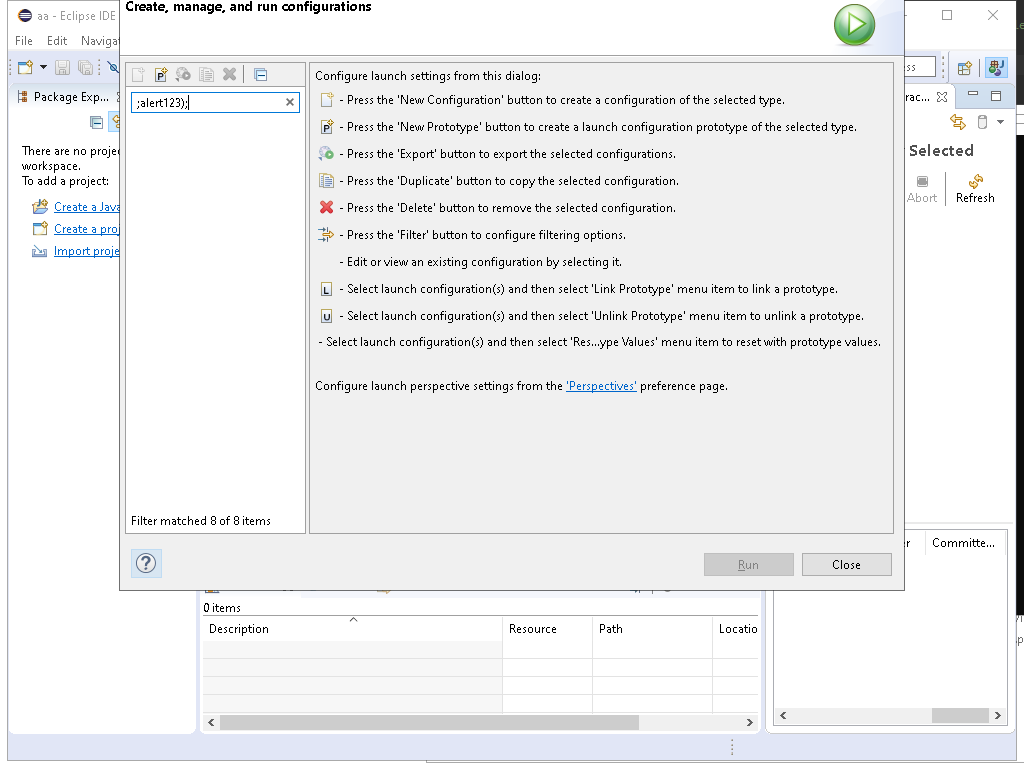 aa - Eclipse IDE
Create, manage, and run configurations
File Edit
;alert123);
Configure launch settings from this dialog:
- Press the 'New Configuration' button to create a configuration of the selected type.
- Press the 'New Prototype' button to create a launch configuration prototype of the selected type.
- Press the 'Export' button to export the selected configurations.
- Press the 'Duplicate' button to copy the selected configuration.
- Press the 'Delete' button to remove the selected configuration.
- Press the 'Filter' button to configure filtering options.
- Edit or view an existing configuration by selecting it.
L - Select launch configuration(s) and then select 'Link Prototype' menu item to link a prototype.
U - Select launch configuration(s) and then select 'Unlink Prototype' menu item to unlink a prototype.
- Select launch configuration(s) and then select 'Res...ype Values' menu item to reset with prototype values.
Configure launch perspective settings from the 'Perspectives' preference page.
Filter matched 8 of 8 items
? Run Close
Package Exp...
There are no projec
workspace.
To add a project:
Create a Java
Create a proj
Import proje
rac...
Selected
Abort Refresh
Committe...
0 items
Description Resource Path Locatio